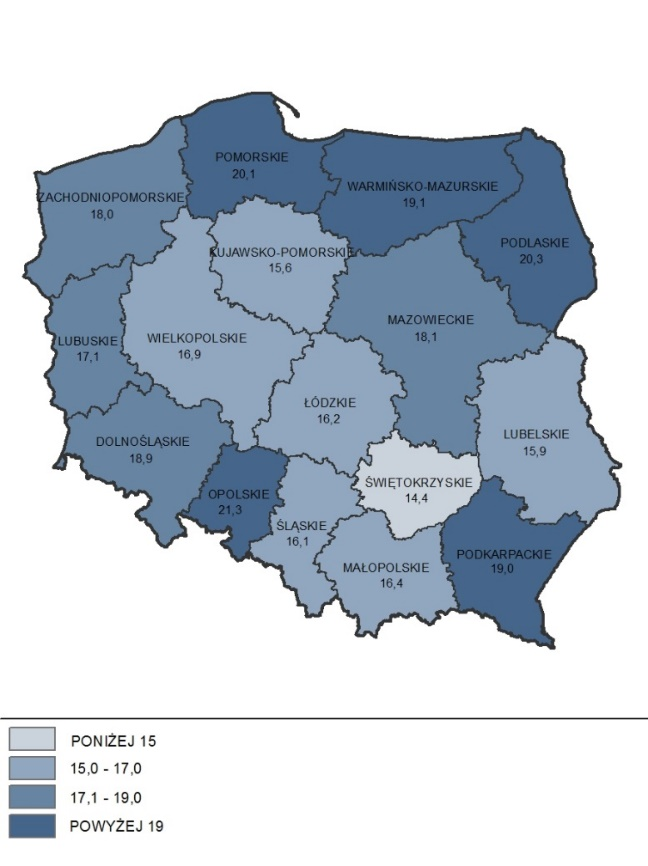 POMORSKIE
20,1
WARMIŃSKO-MAZURSKIE
19,1
ZACHODNIOPOMORSKIE
18,0
PODLASKIE
20,3
KUJAWSKO-POMORSKIE
15,6
MAZOWIECKIE
18,1
LUBUSKIE
17,1
WIELKOPOLSKIE
16,9
ŁÓDZKIE
16,2
LUBELSKIE
15,9
DOLNOŚLĄSKIE
18,9
ŚWIĘTOKRZYSKIE
14,4
OPOLSKIE
21,3
ŚLĄSKIE
16,1
PODKARPACKIE
19,0
MAŁOPOLSKIE
16,4
PONIŻEJ 15
15,0 - 17,0
17,1 - 19,0
POWYŻEJ 19